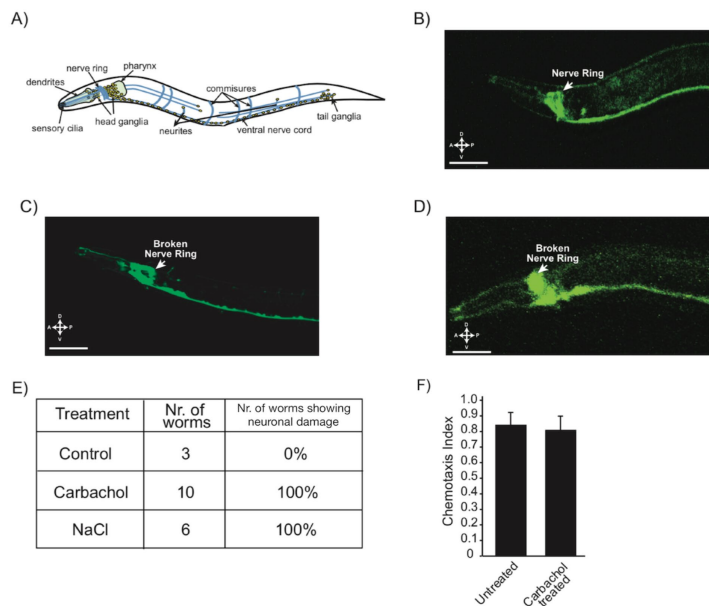 A)
nerve ring
pharynx
dendrites
commisures
sensory cilia
head ganglia
neurites
ventral nerve cord
tail ganglia
B)
Nerve Ring
D
A P
V
C)
Broken
Nerve Ring
D
A P
V
D)
Broken
Nerve Ring
D
A P
V
E)
Treatment
Nr. of
worms
Nr. of worms showing
neuronal damage
Control
3
0%
Carbachol
10
100%
NaCl
6
100%
F)
Chemotaxis Index
1.0
0.9
0.8
0.7
0.6
0.5
0.4
0.3
0.2
0.1
0
Untreated
Carbachol
treated